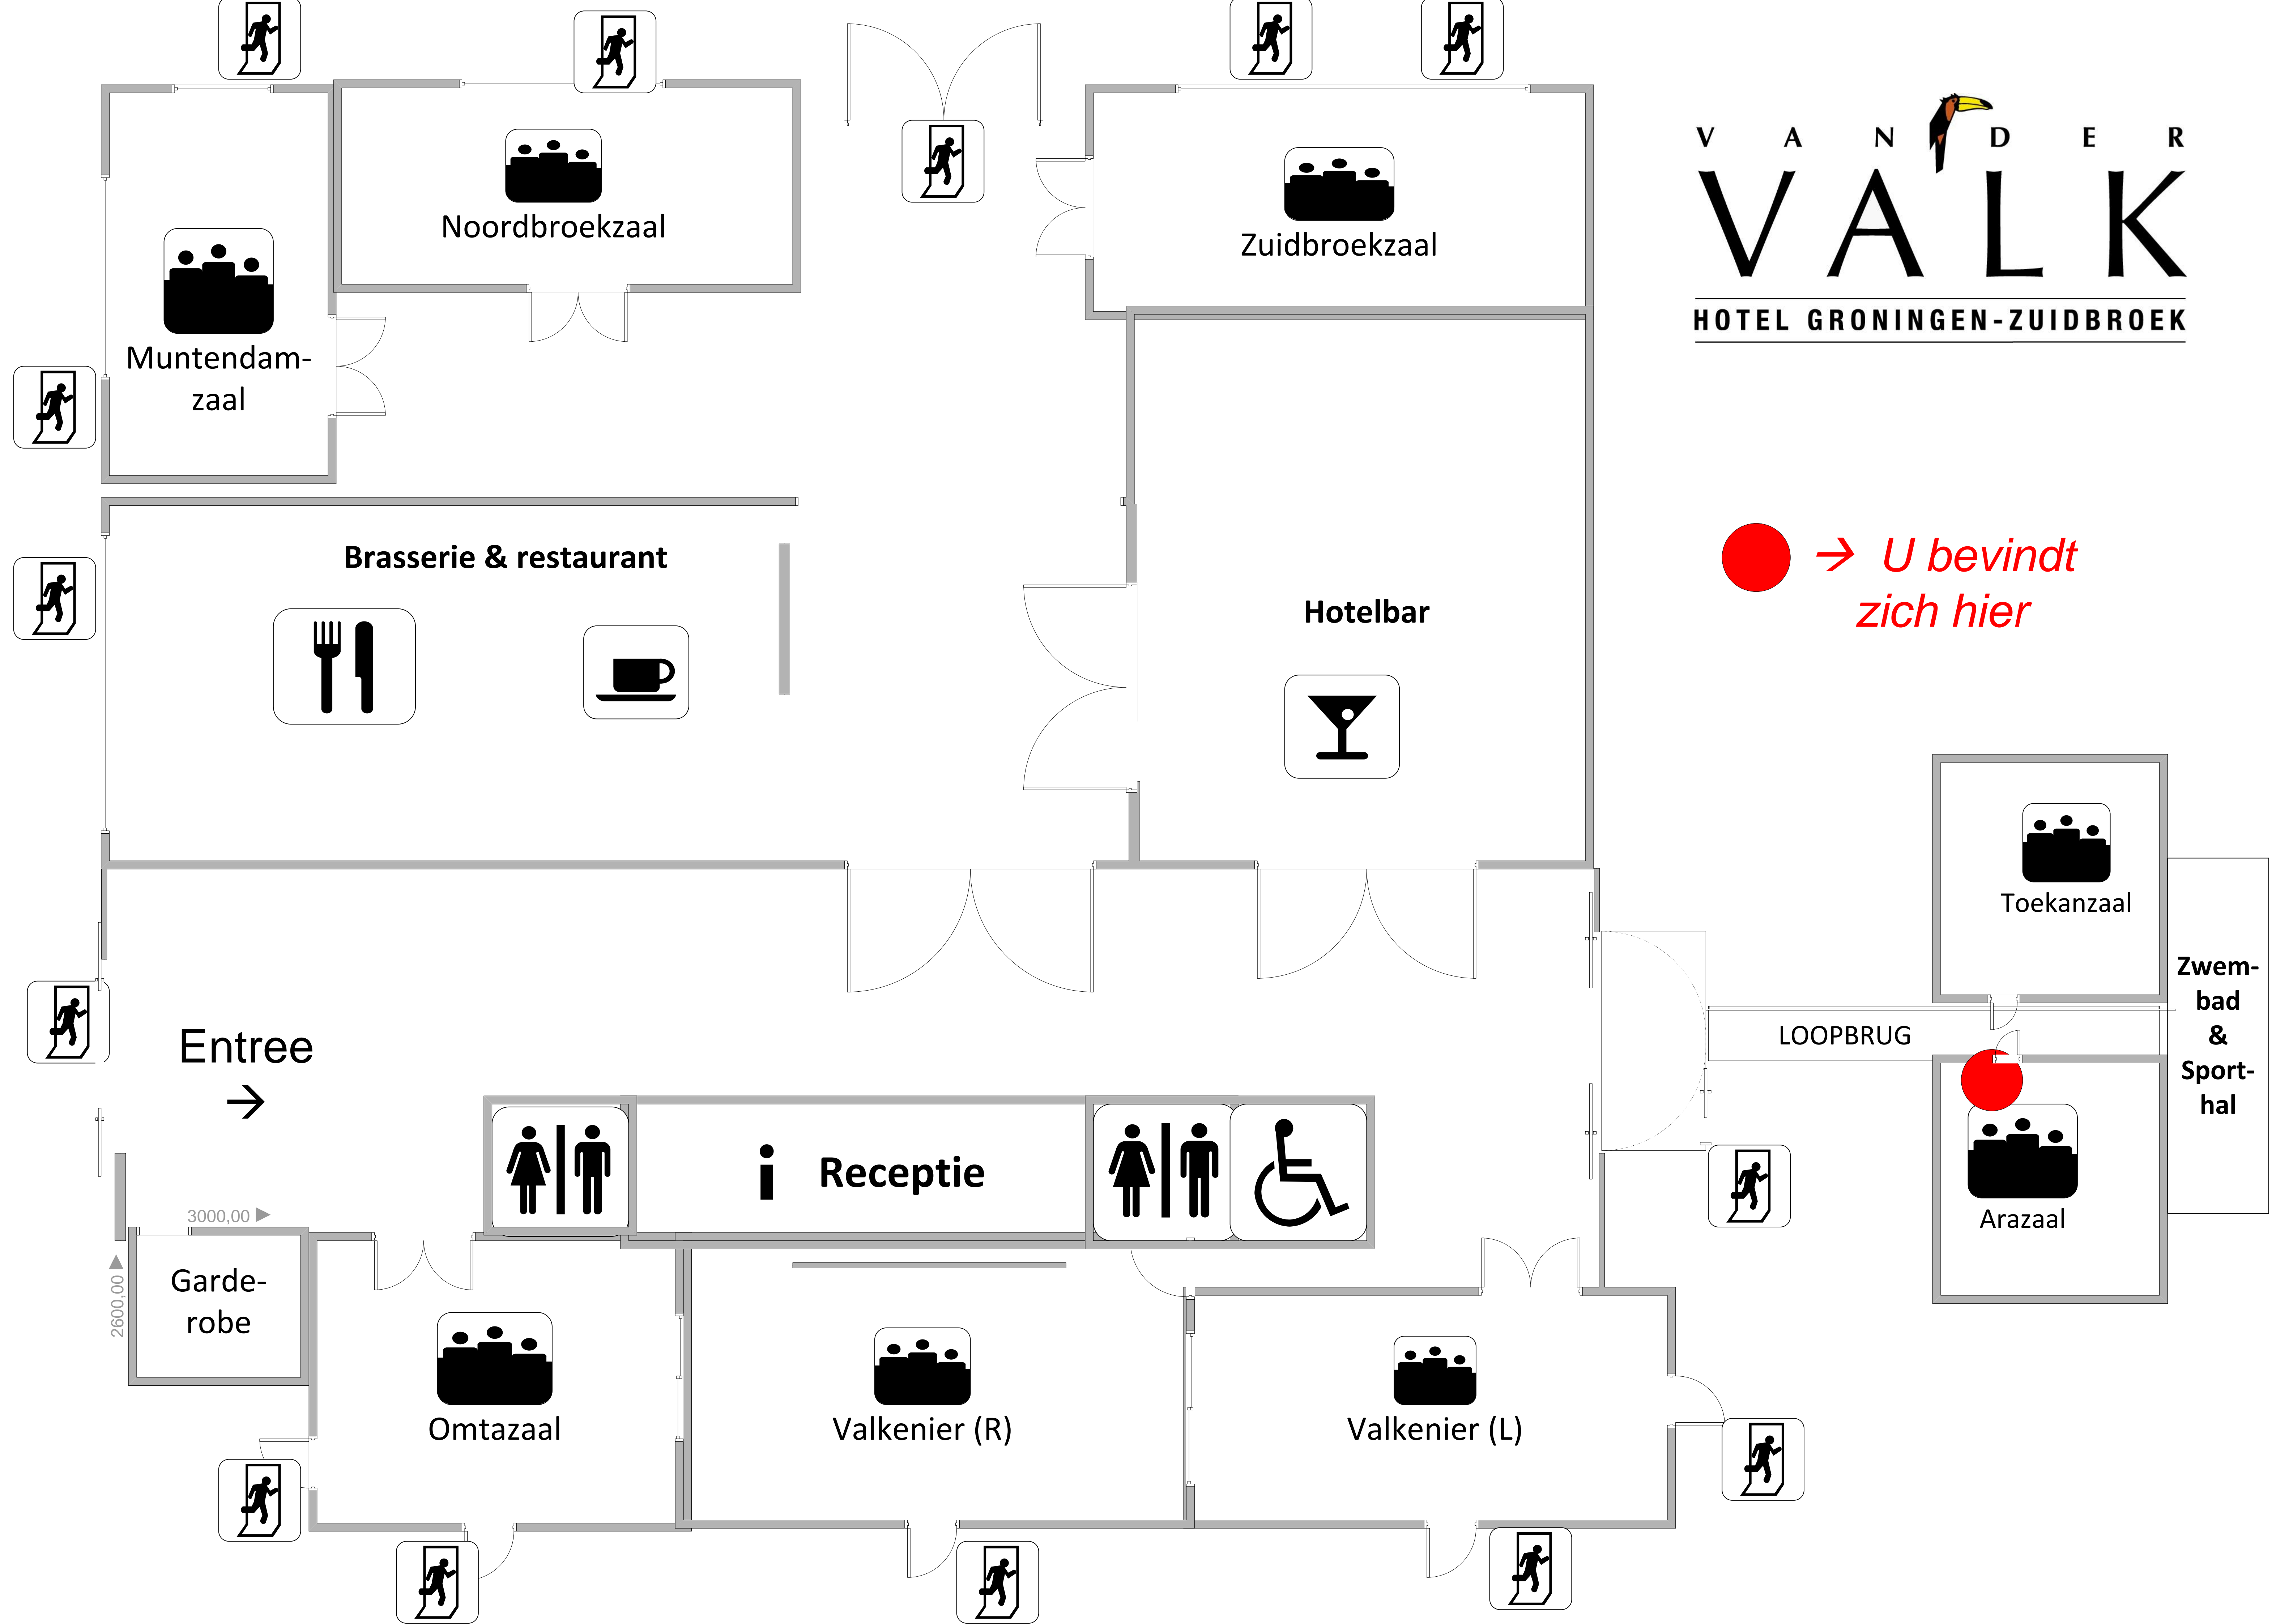 V A N D E R
VALK
HOTEL GRONINGEN-ZUIDBROEK
Noordbroekzaal
Zuidbroekzaal
Muntendam-
zaal
Brasserie & restaurant
Hotelbar
→ U bevindt
zich hier
Toekanzaal
Zwem-
bad
&
Sport-
hal
LOOPBRUG
Entree
→
i Receptie
Arazaal
3000,00
2600,00
Garde-
robe
Omtazaal
Valkenier (R)
Valkenier (L)